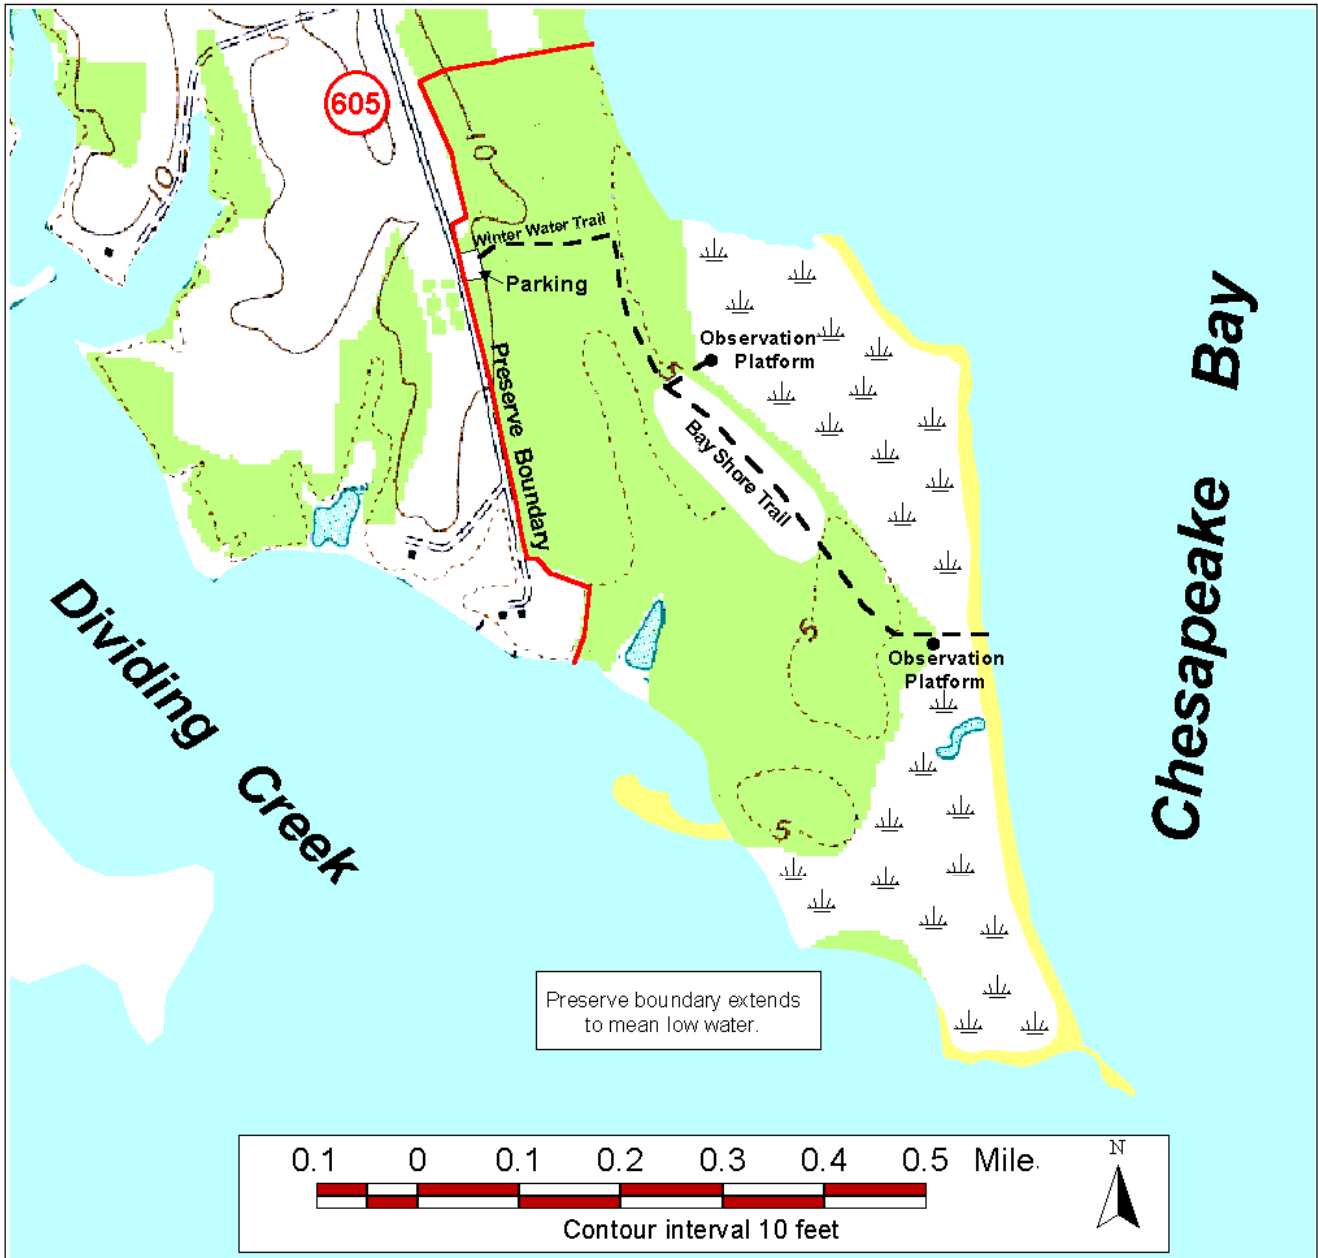 605
10
10
Winter Water Trail
Parking
Observation
Platform
5
Bay Shore Trail
Preserve Boundary
Chesapeake Bay
5
Observation
Platform
Dividing Creek
5
Preserve boundary extends
to mean low water.
N
0.1 0 0.1 0.2 0.3 0.4 0.5 Mile.
Contour interval 10 feet